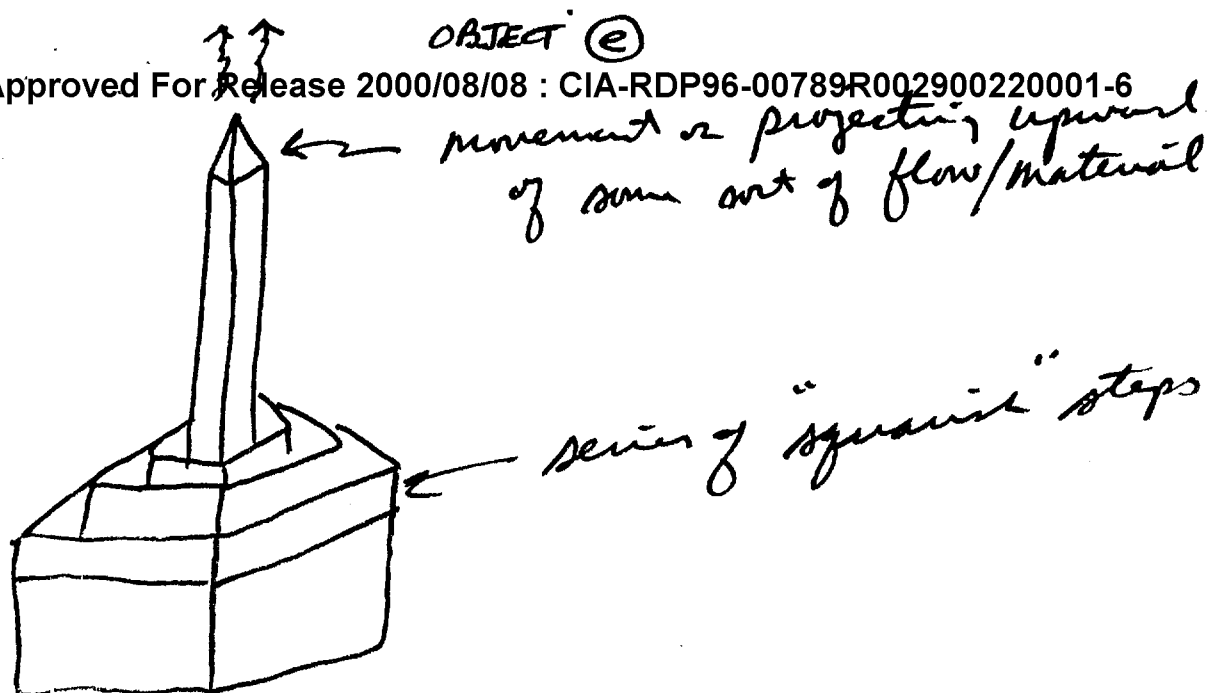 OBJECT e
Approved For Release 2000/08/08 : CIA-RDP96-00789R002900220001-6
movement or projecting upward
of some sort of flow/material
series of "squarish" steps